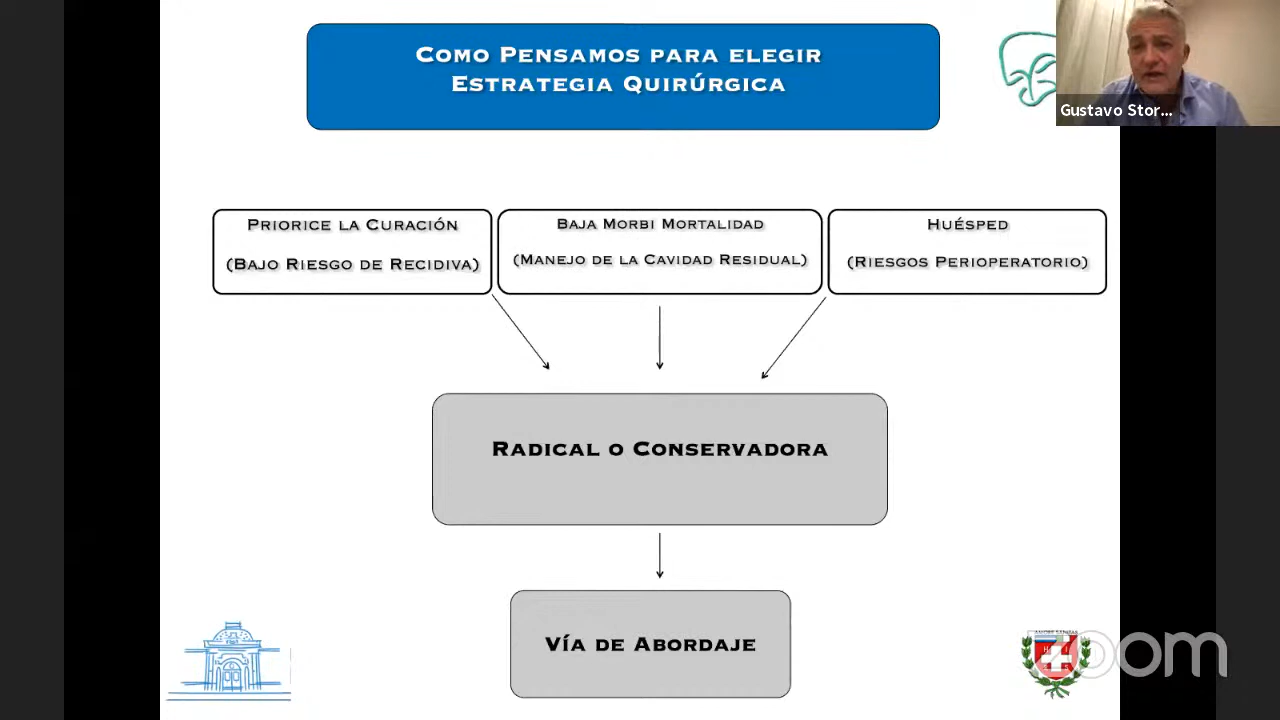 Como Pensamos para elegir
Estrategia Quirúrgica
Gustavo Stor...
Priorice la Curación
(Bajo Riesgo de Recidiva)
Baja Morbi Mortalidad
(Manejo de la Cavidad Residual)
Huésped
(Riesgos Perioperatorio)
Radical o Conservadora
Vía de Abordaje
zoom